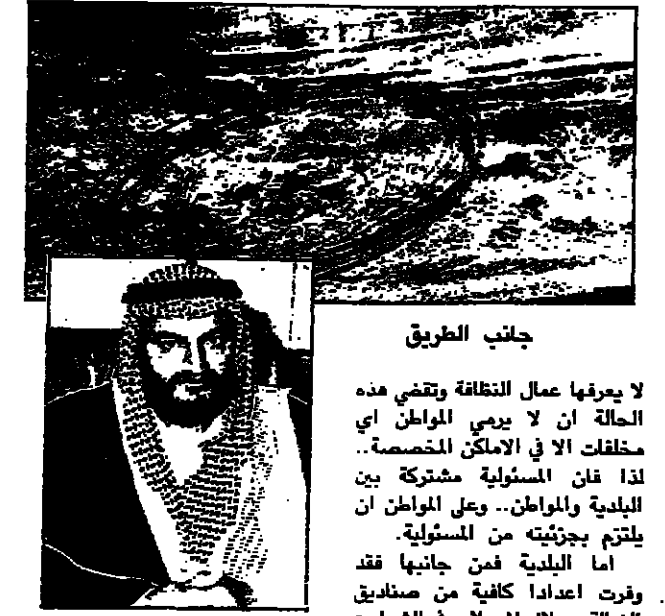 جانب الطريق
لا يعرفها عمال النظافة وتقضي هذه
الحالة ان لا يرمي المواطن اي
مخلفات الا في الاماكن المخصصة..
لذا فان المسئولية مشتركة بين
البلدية والمواطن.. وعلى المواطن ان
يلتزم بجزئيته من المسئولية.
اما البلدية فمن جانبها فقد
وفرت اعدادا كافية من صناديق